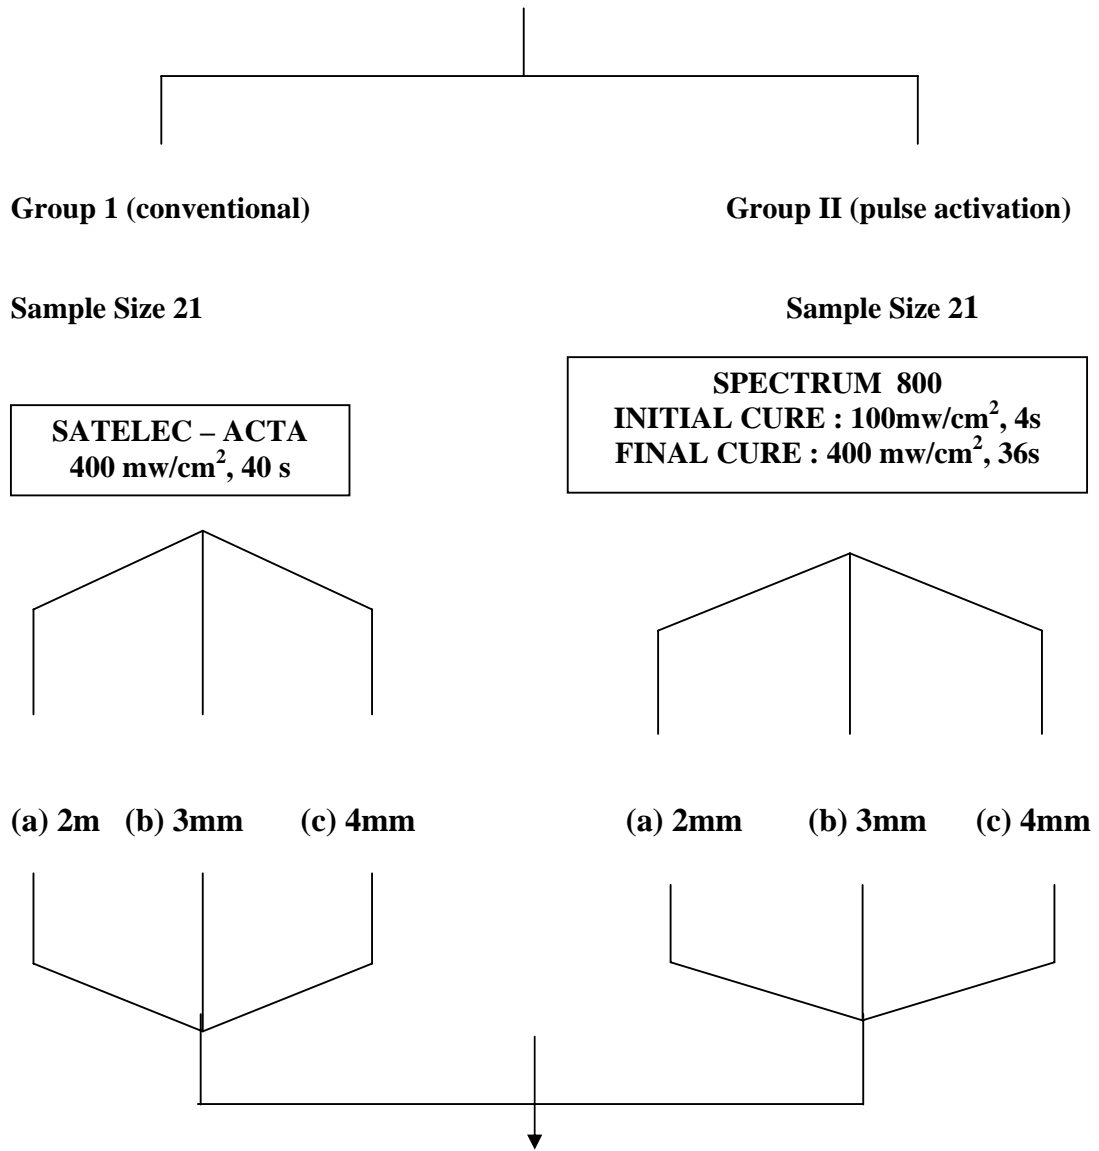 Group 1 (conventional)
Group II (pulse activation)
Sample Size 21
Sample Size 21
SATELEC – ACTA
400 mw/cm², 40 s
SPECTRUM 800
INITIAL CURE : 100mw/cm², 4s
FINAL CURE : 400 mw/cm², 36s
(a) 2m (b) 3mm (c) 4mm
(a) 2mm (b) 3mm (c) 4mm